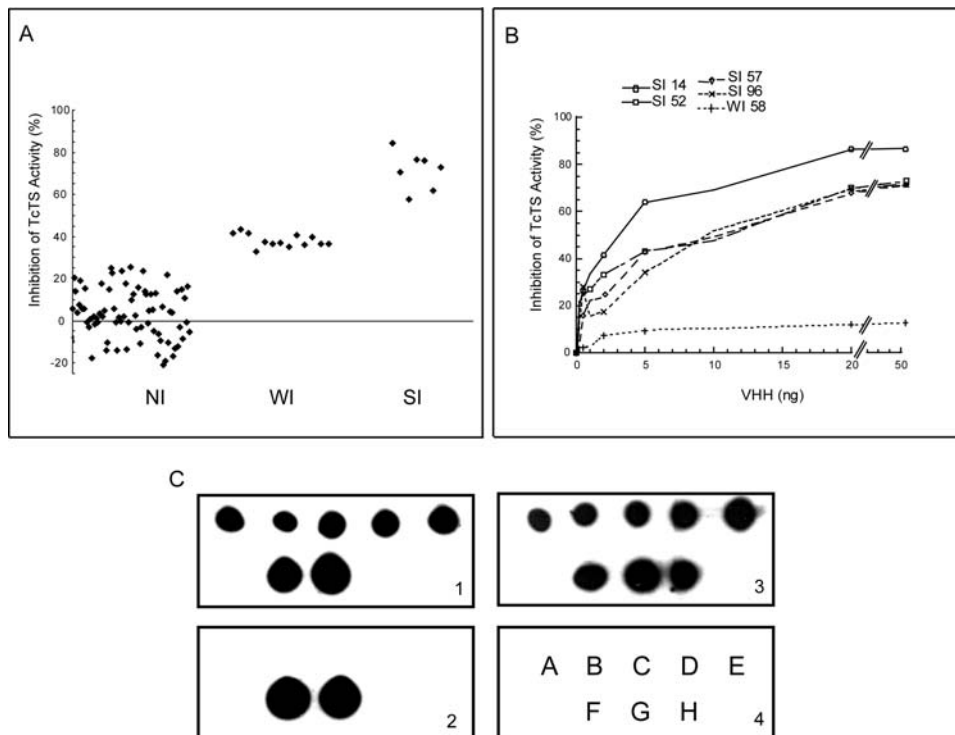 A
Inhibition of TcTS Activity (%)
100
80
60
40
20
0
-20
NI WI SI
B
SI 14 SI 57
SI 52 SI 96
WI 58
Inhibition of TcTS Activity (%)
100
80
60
40
20
0
0 5 10 15 20 50
VHH (ng)
C
1
3
2
A B C D E
F G H
4